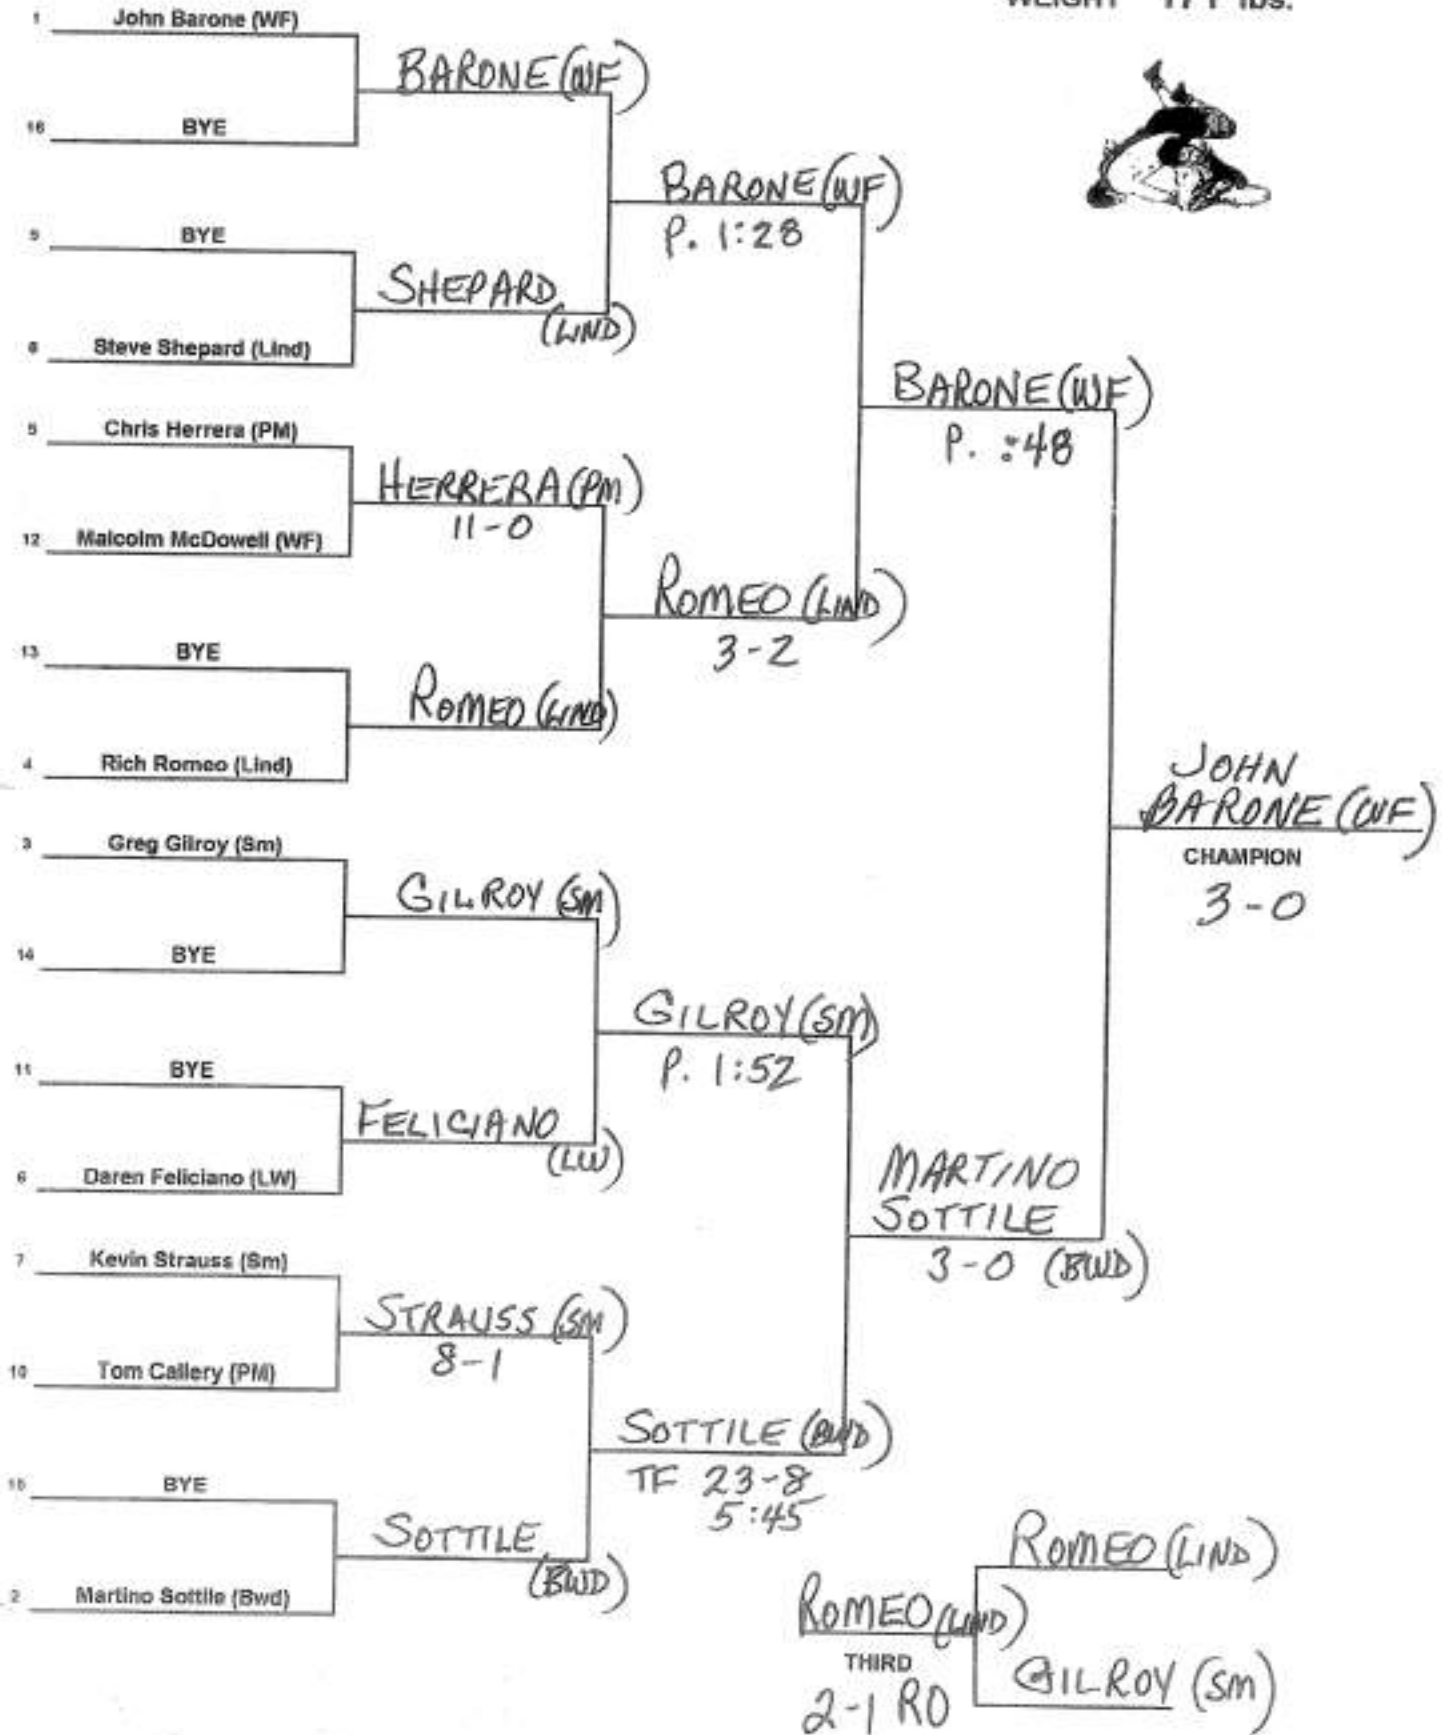 WEIGHT 171 lbs.
1 John Barone (WF)
BARONE (WF)
16 BYE
BARONE (WF)
P. 1:28
9 BYE
SHEPARD
(LIND)
8 Steve Shepard (Lind)
BARONE (WF)
P. :48
5 Chris Herrera (PM)
HERRERA (PM)
11-0
12 Malcolm McDowell (WF)
ROMEO (LIND)
3-2
13 BYE
ROMEO (LIND)
4 Rich Romeo (Lind)
JOHN
BARONE (WF)
CHAMPION
3-0
3 Greg Gilroy (Sm)
GILROY (SM)
14 BYE
GILROY (SM)
P. 1:52
11 BYE
FELICIANO
(LW)
6 Daren Feliciano (LW)
MARTINO
SOTTILE
3-0 (BWD)
7 Kevin Strauss (Sm)
STRAUSS (SM)
8-1
10 Tom Callery (PM)
SOTTILE (BWD)
TF 23-8
5:45
15 BYE
SOTTILE
(BWD)
2 Martino Sottile (Bwd)
ROMEO (LIND)
ROMEO (LIND)
THIRD
2-1 RO
GILROY (SM)